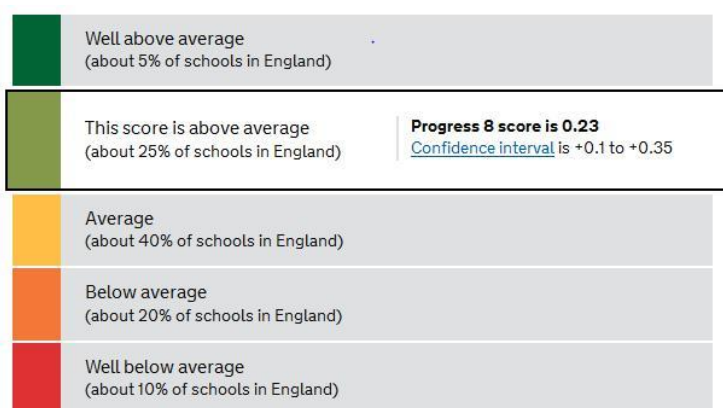 Well above average
(about 5% of schools in England)
This score is above average
(about 25% of schools in England)
Progress 8 score is 0.23
Confidence interval is +0.1 to +0.35
Average
(about 40% of schools in England)
Below average
(about 20% of schools in England)
Well below average
(about 10% of schools in England)